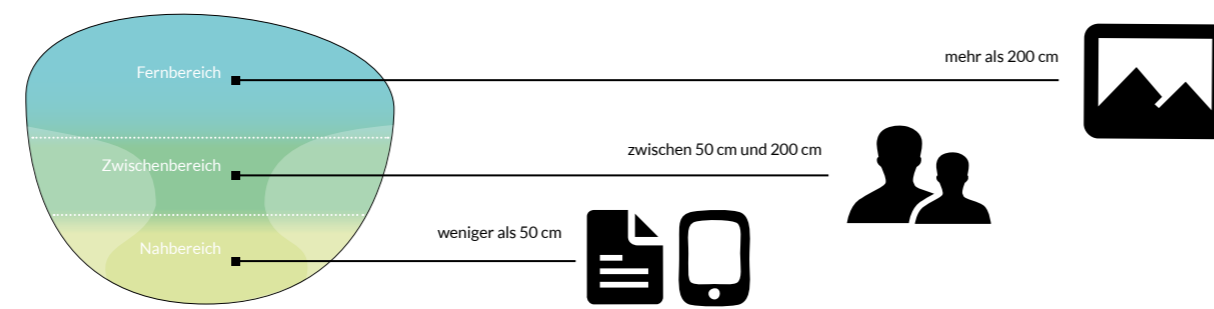 Fernbereich
mehr als 200 cm
Zwischenbereich
zwischen 50 cm und 200 cm
Nahbereich
weniger als 50 cm